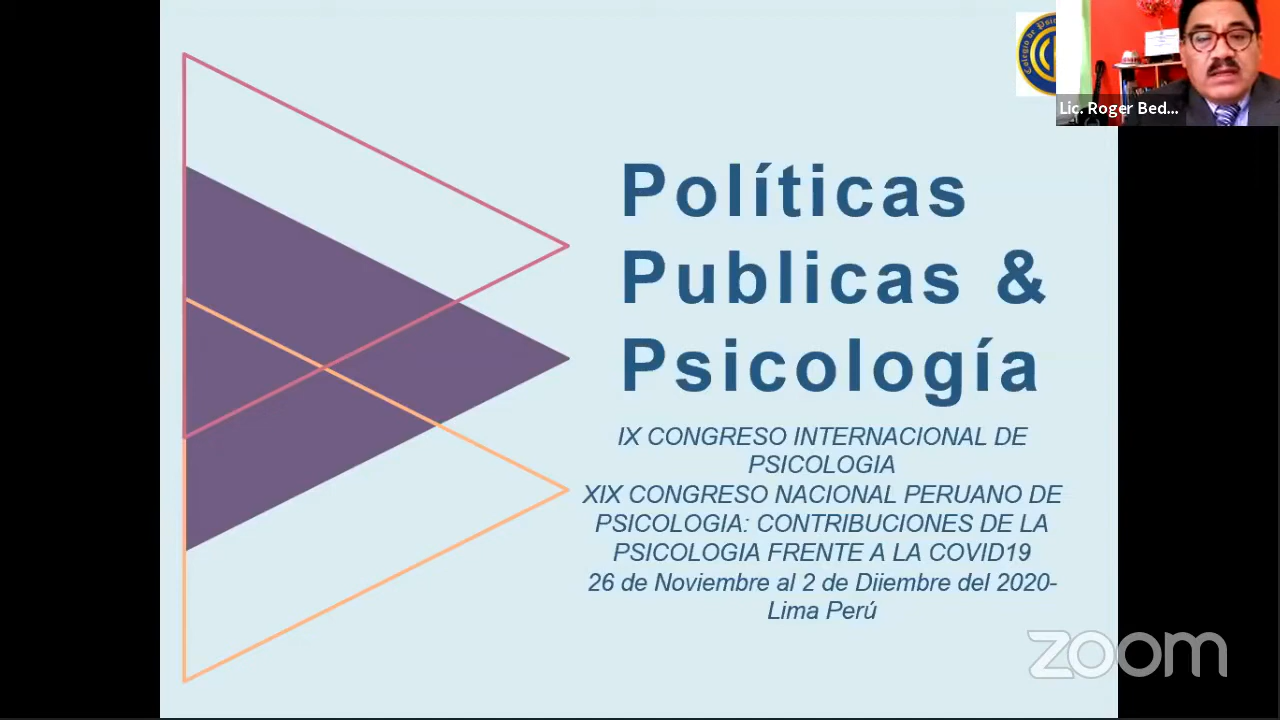 Políticas
Publicas &
Psicología
IX CONGRESO INTERNACIONAL DE
PSICOLOGIA
XIX CONGRESO NACIONAL PERUANO DE
PSICOLOGIA: CONTRIBUCIONES DE LA
PSICOLOGIA FRENTE A LA COVID19
26 de Noviembre al 2 de Diiembre del 2020-
Lima Perú
Lic. Roger Bed...
zoom